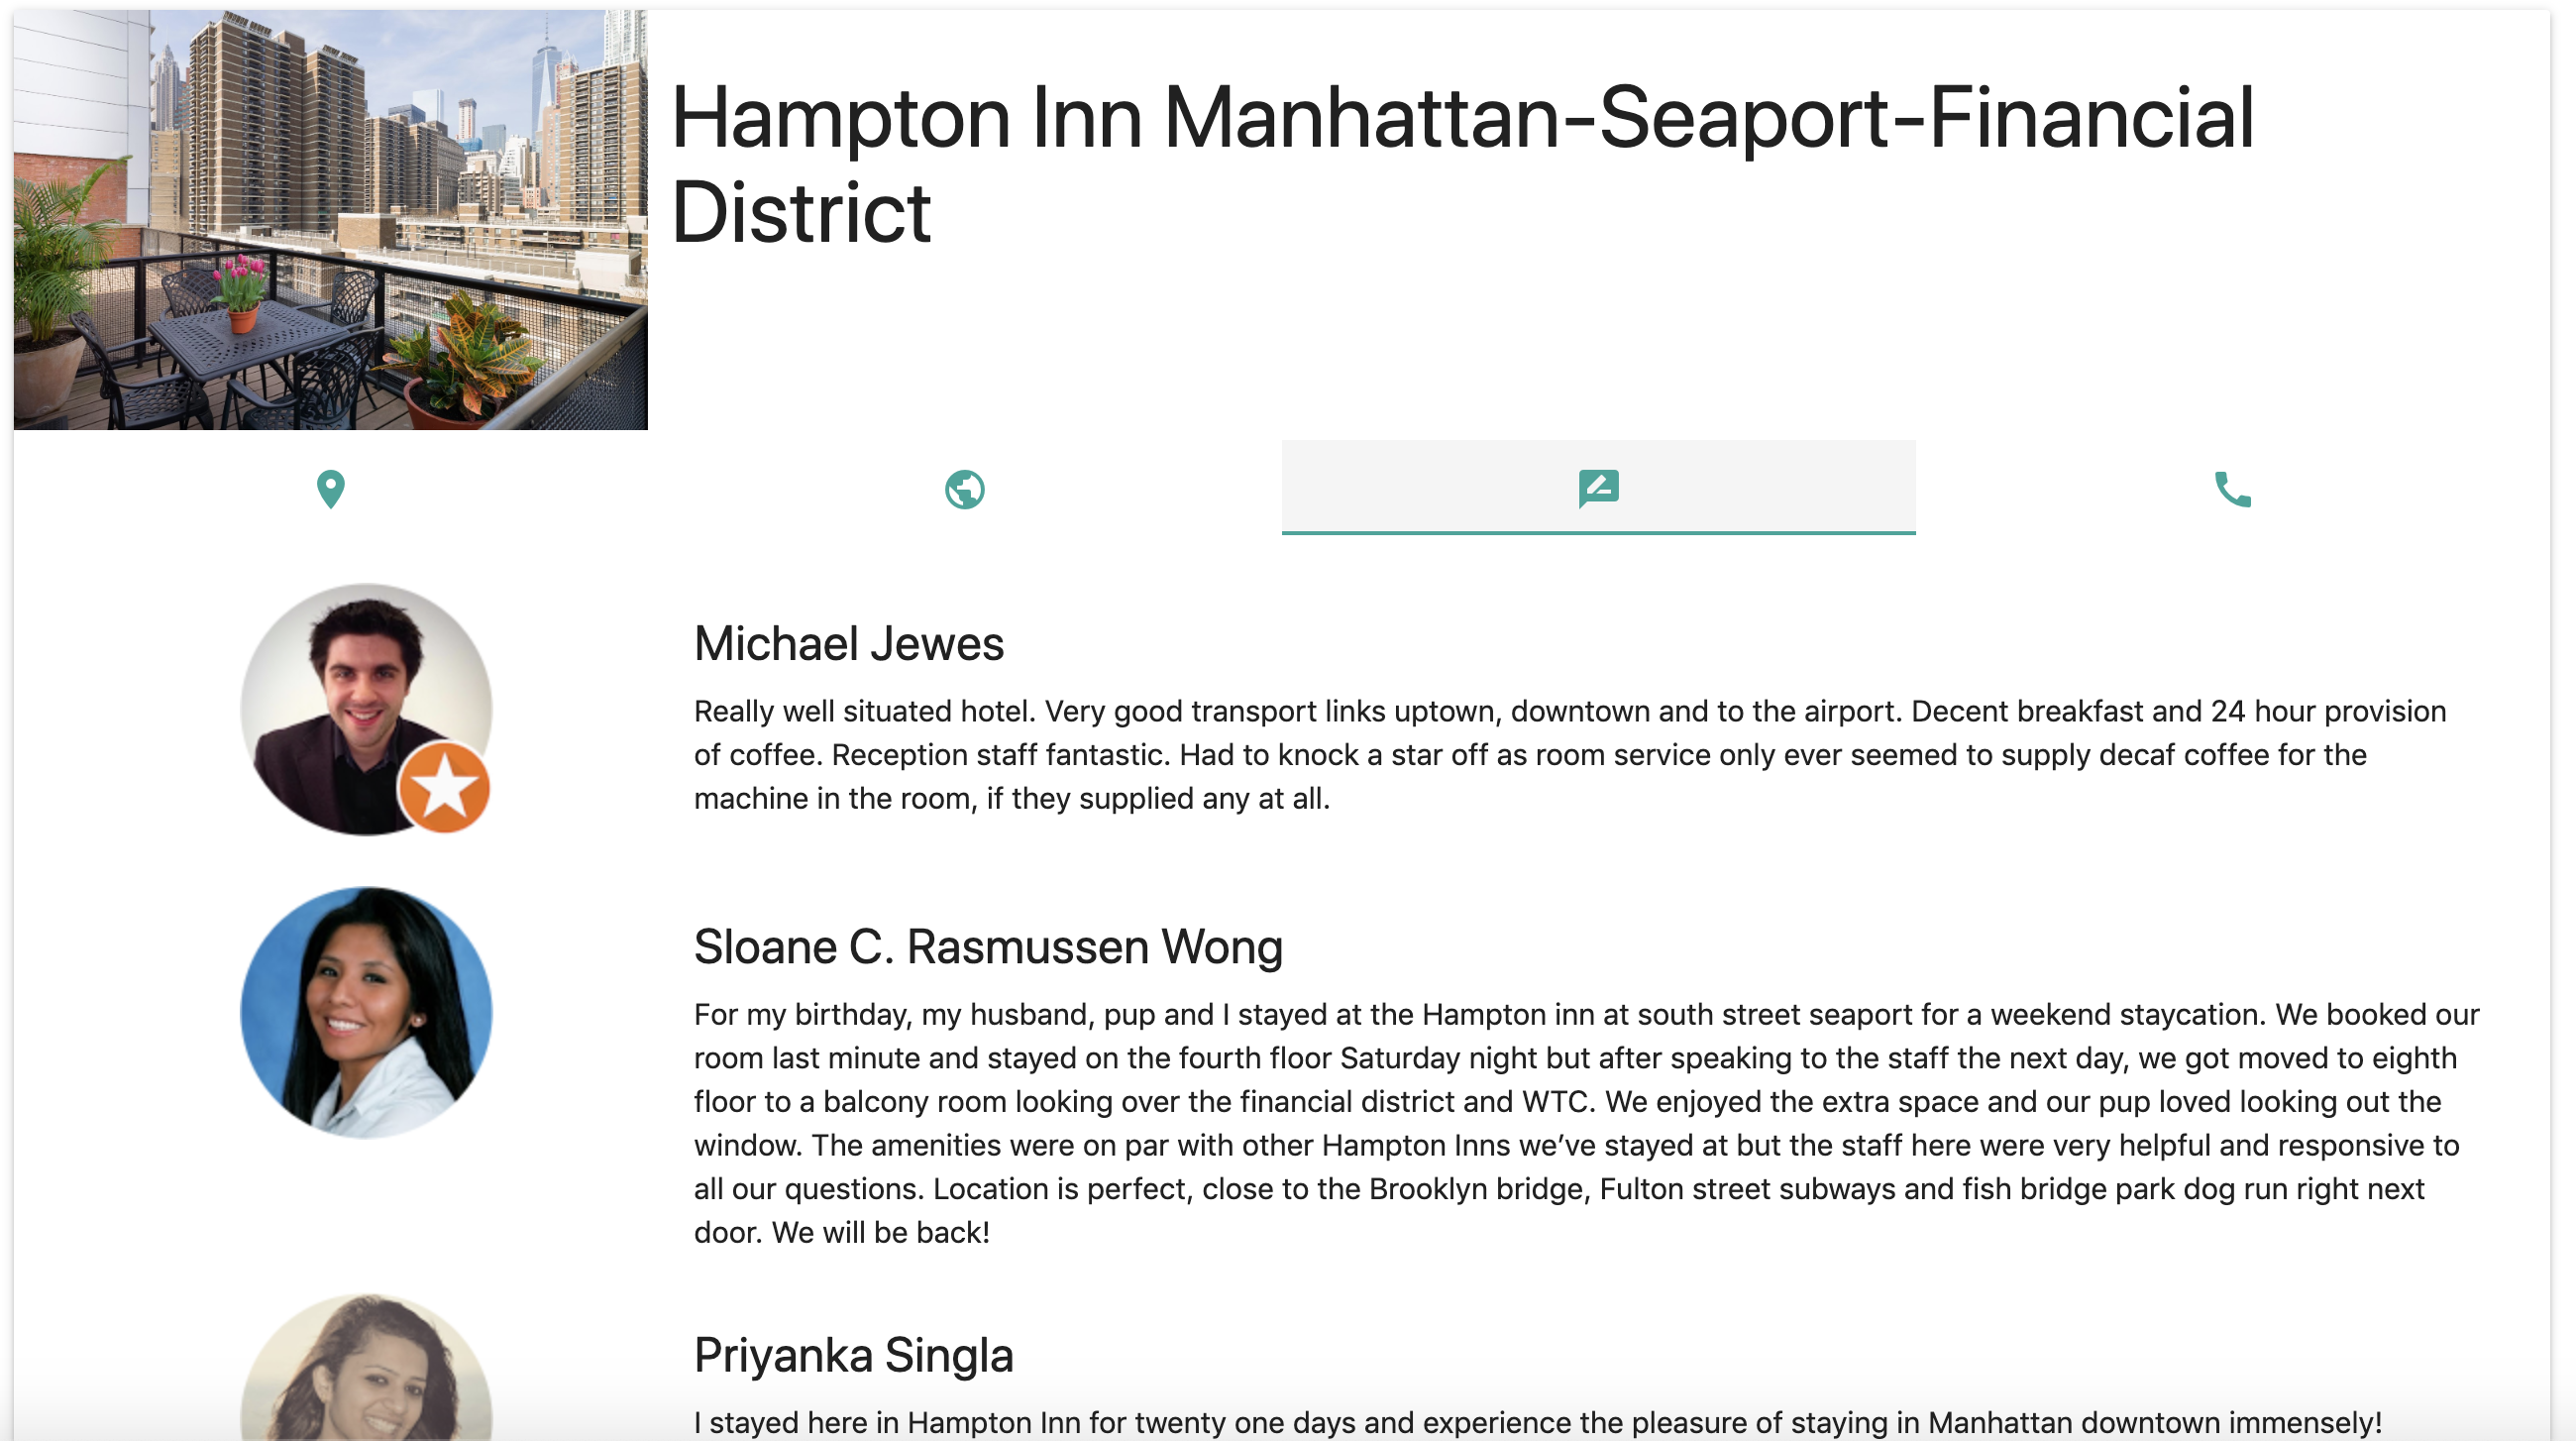 Hampton Inn Manhattan-Seaport-Financial
District
Michael Jewes
Really well situated hotel. Very good transport links uptown, downtown and to the airport. Decent breakfast and 24 hour provision
of coffee. Reception staff fantastic. Had to knock a star off as room service only ever seemed to supply decaf coffee for the
machine in the room, if they supplied any at all.
Sloane C. Rasmussen Wong
For my birthday, my husband, pup and I stayed at the Hampton inn at south street seaport for a weekend staycation. We booked our
room last minute and stayed on the fourth floor Saturday night but after speaking to the staff the next day, we got moved to eighth
floor to a balcony room looking over the financial district and WTC. We enjoyed the extra space and our pup loved looking out the
window. The amenities were on par with other Hampton Inns we’ve stayed at but the staff here were very helpful and responsive to
all our questions. Location is perfect, close to the Brooklyn bridge, Fulton street subways and fish bridge park dog run right next
door. We will be back!
Priyanka Singla
I stayed here in Hampton Inn for twenty one days and experience the pleasure of staying in Manhattan downtown immensely!